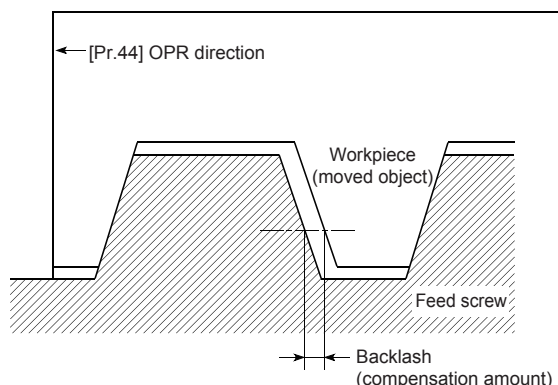 [Pr.44] OPR direction
Workpiece
(moved object)
Feed screw
Backlash
(compensation amount)